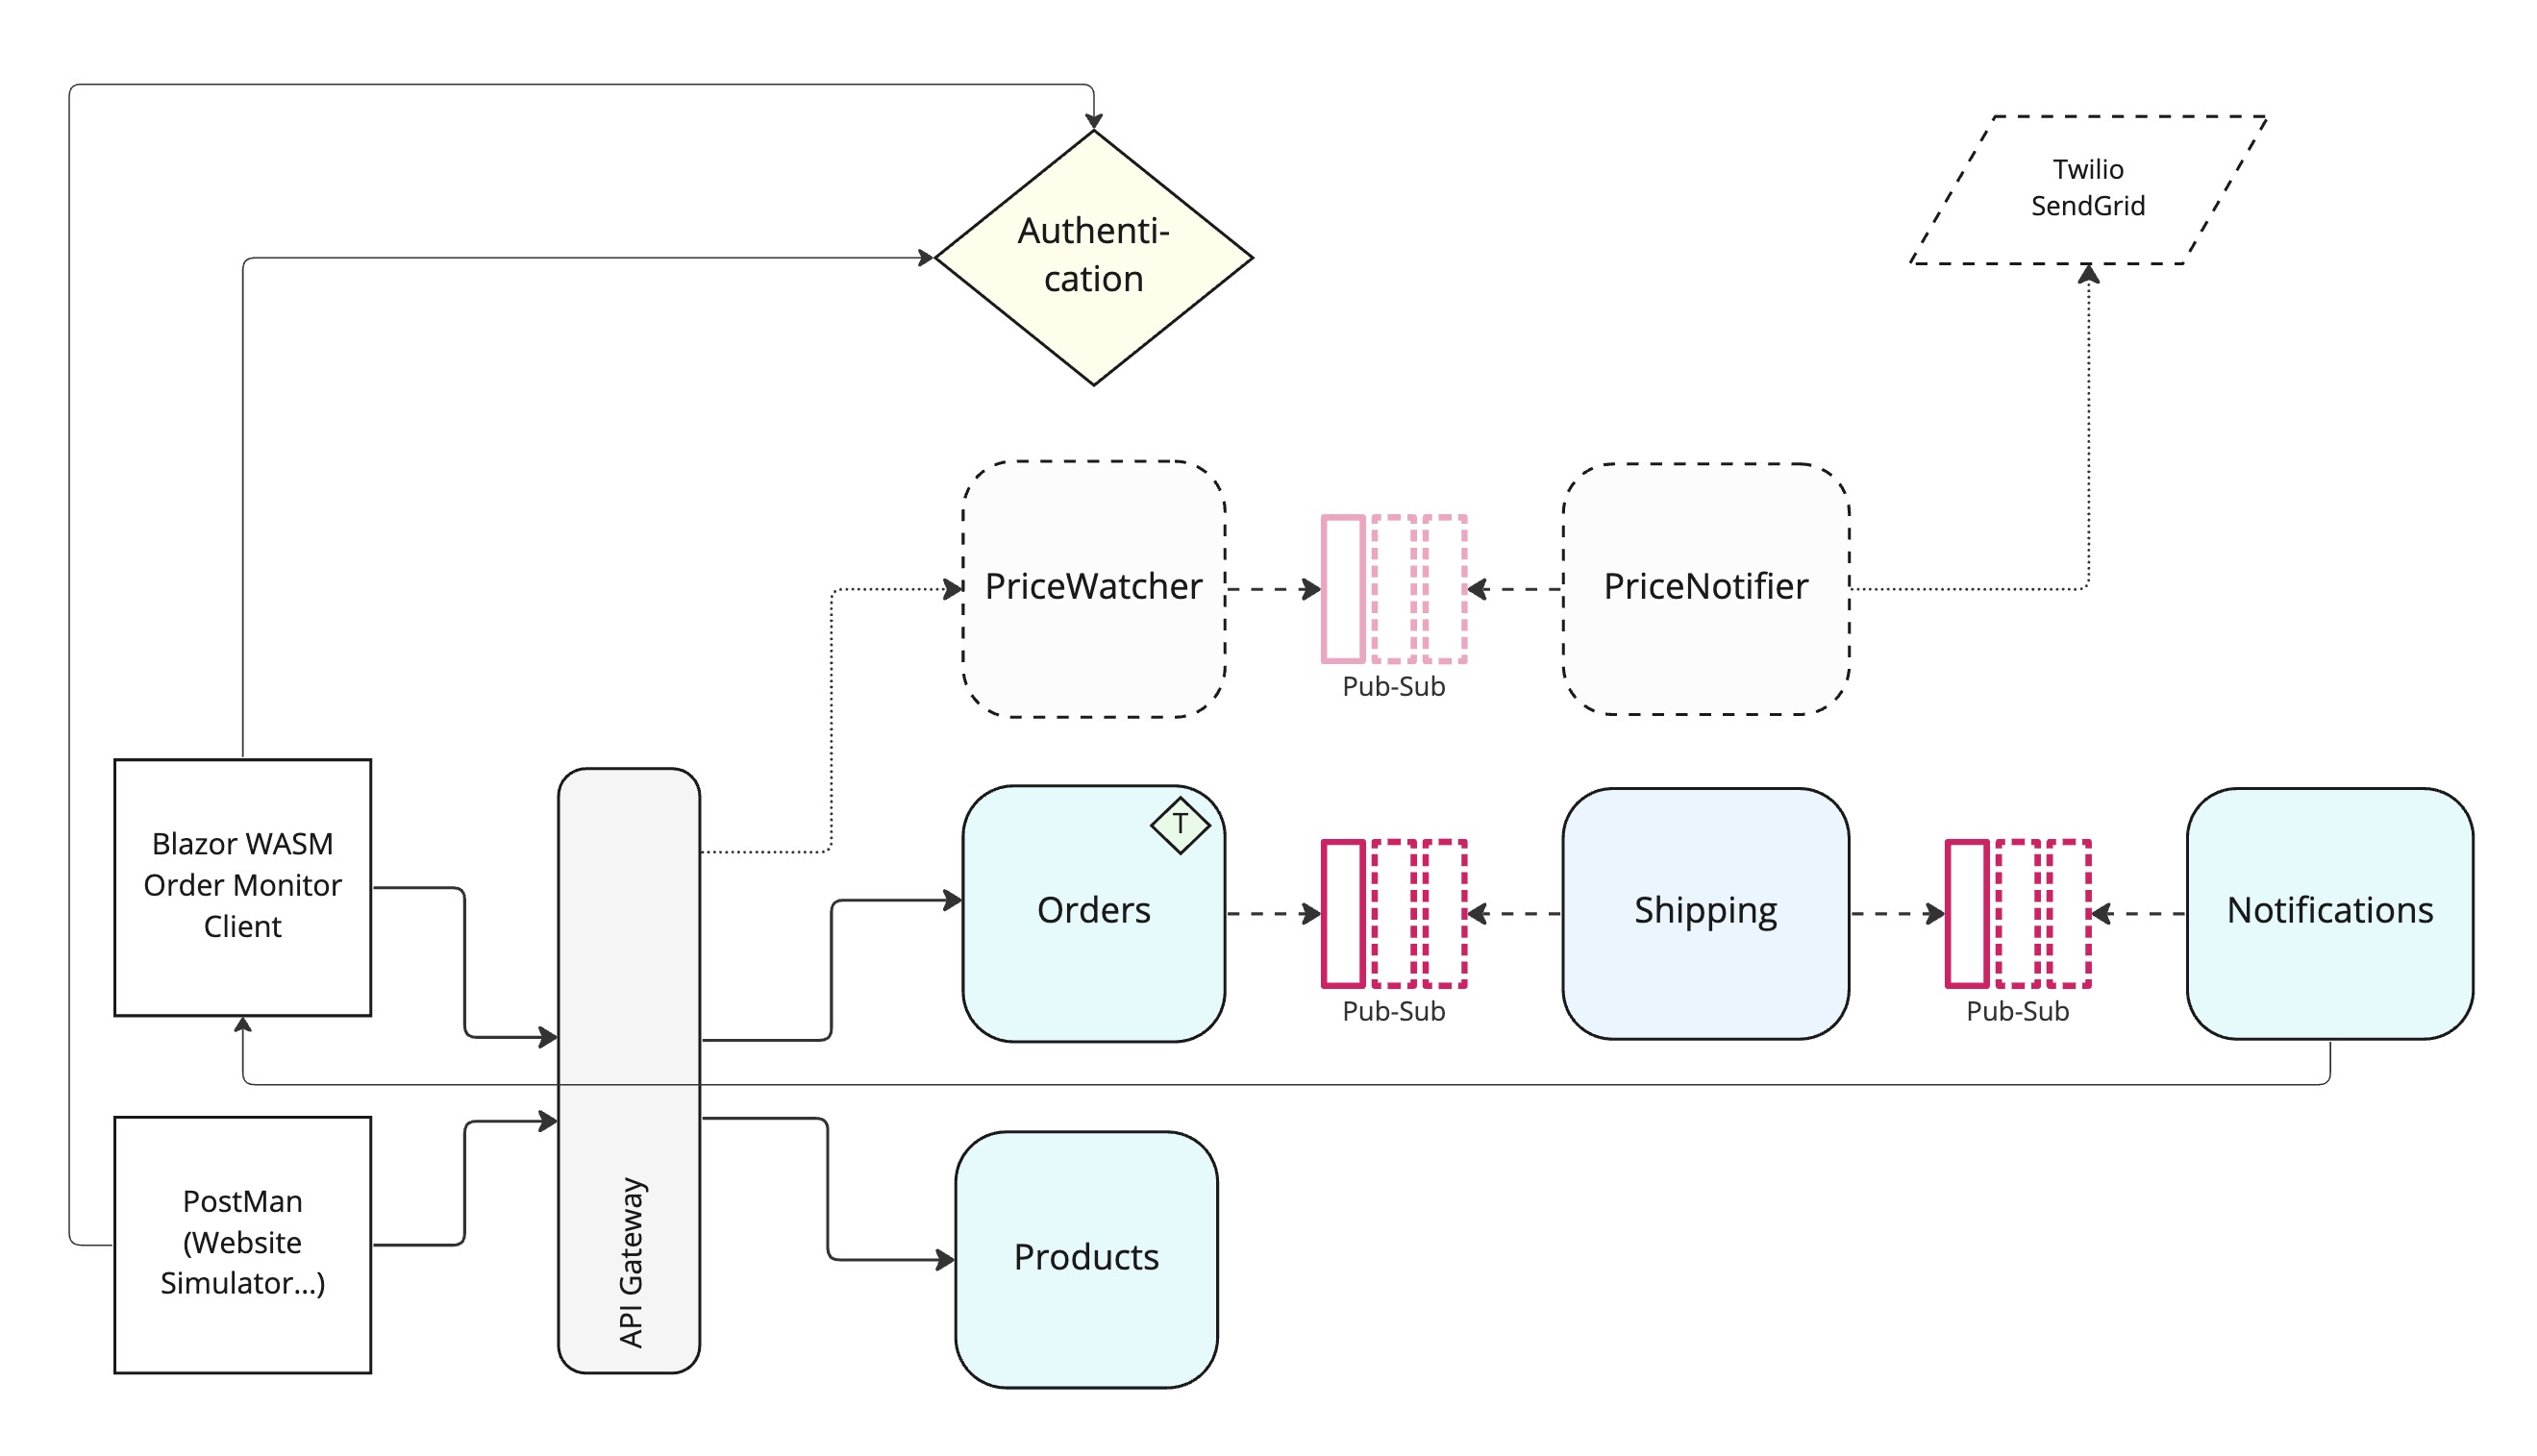 Authenti-
cation
Twilio
SendGrid
PriceWatcher
Pub-Sub
PriceNotifier
Blazor WASM
Order Monitor
Client
T
Orders
Pub-Sub
Shipping
Pub-Sub
Notifications
PostMan
(Website
Simulator...)
API Gateway
Products